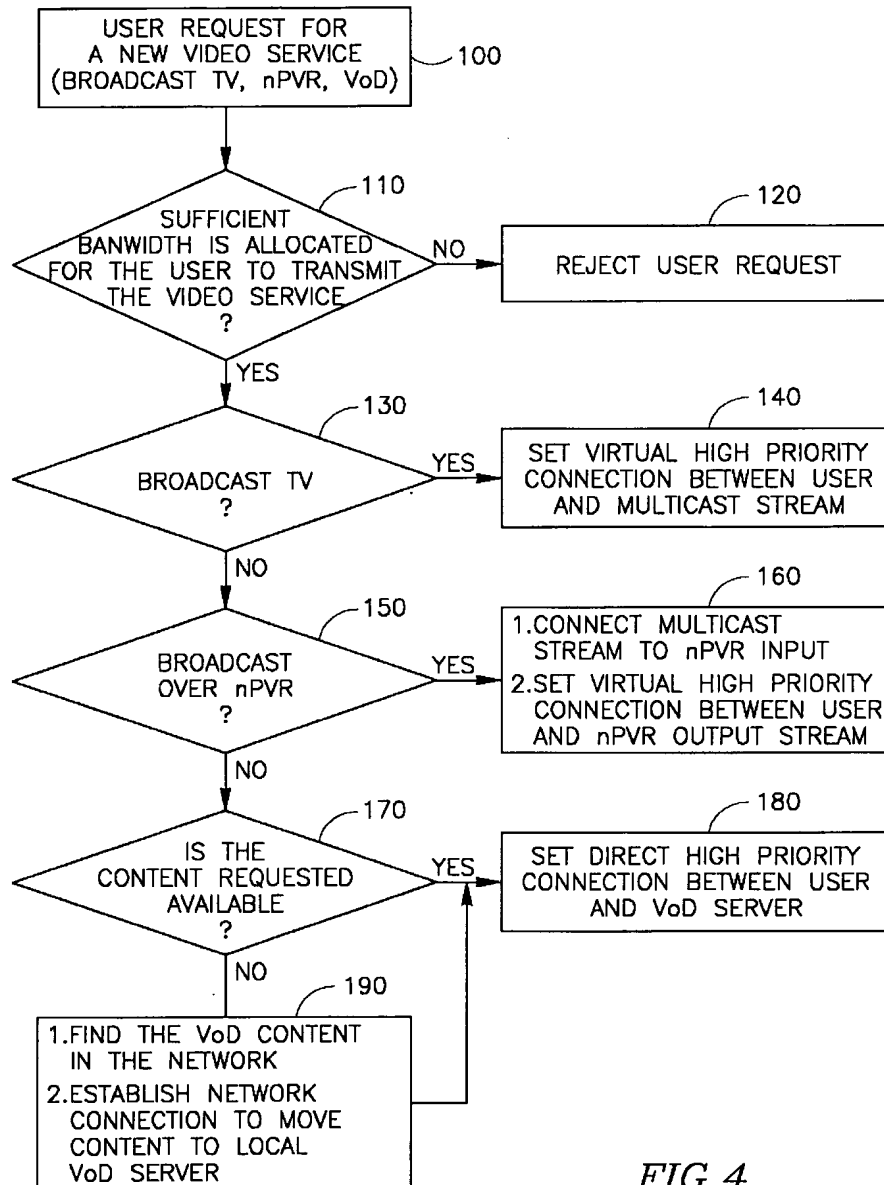 USER REQUEST FOR
A NEW VIDEO SERVICE
(BROADCAST TV, nPVR, VoD)
100
110
SUFFICIENT
BANWIDTH IS ALLOCATED
FOR THE USER TO TRANSMIT
THE VIDEO SERVICE
?
NO
120
REJECT USER REQUEST
YES
130
BROADCAST TV
?
YES
140
SET VIRTUAL HIGH PRIORITY
CONNECTION BETWEEN USER
AND MULTICAST STREAM
NO
150
BROADCAST
OVER nPVR
?
YES
160
1.CONNECT MULTICAST
STREAM TO nPVR INPUT
2.SET VIRTUAL HIGH PRIORITY
CONNECTION BETWEEN USER
AND nPVR OUTPUT STREAM
NO
170
IS THE
CONTENT REQUESTED
AVAILABLE
?
YES
180
SET DIRECT HIGH PRIORITY
CONNECTION BETWEEN USER
AND VoD SERVER
NO
190
1.FIND THE VoD CONTENT
IN THE NETWORK
2.ESTABLISH NETWORK
CONNECTION TO MOVE
CONTENT TO LOCAL
VoD SERVER
FIG.4